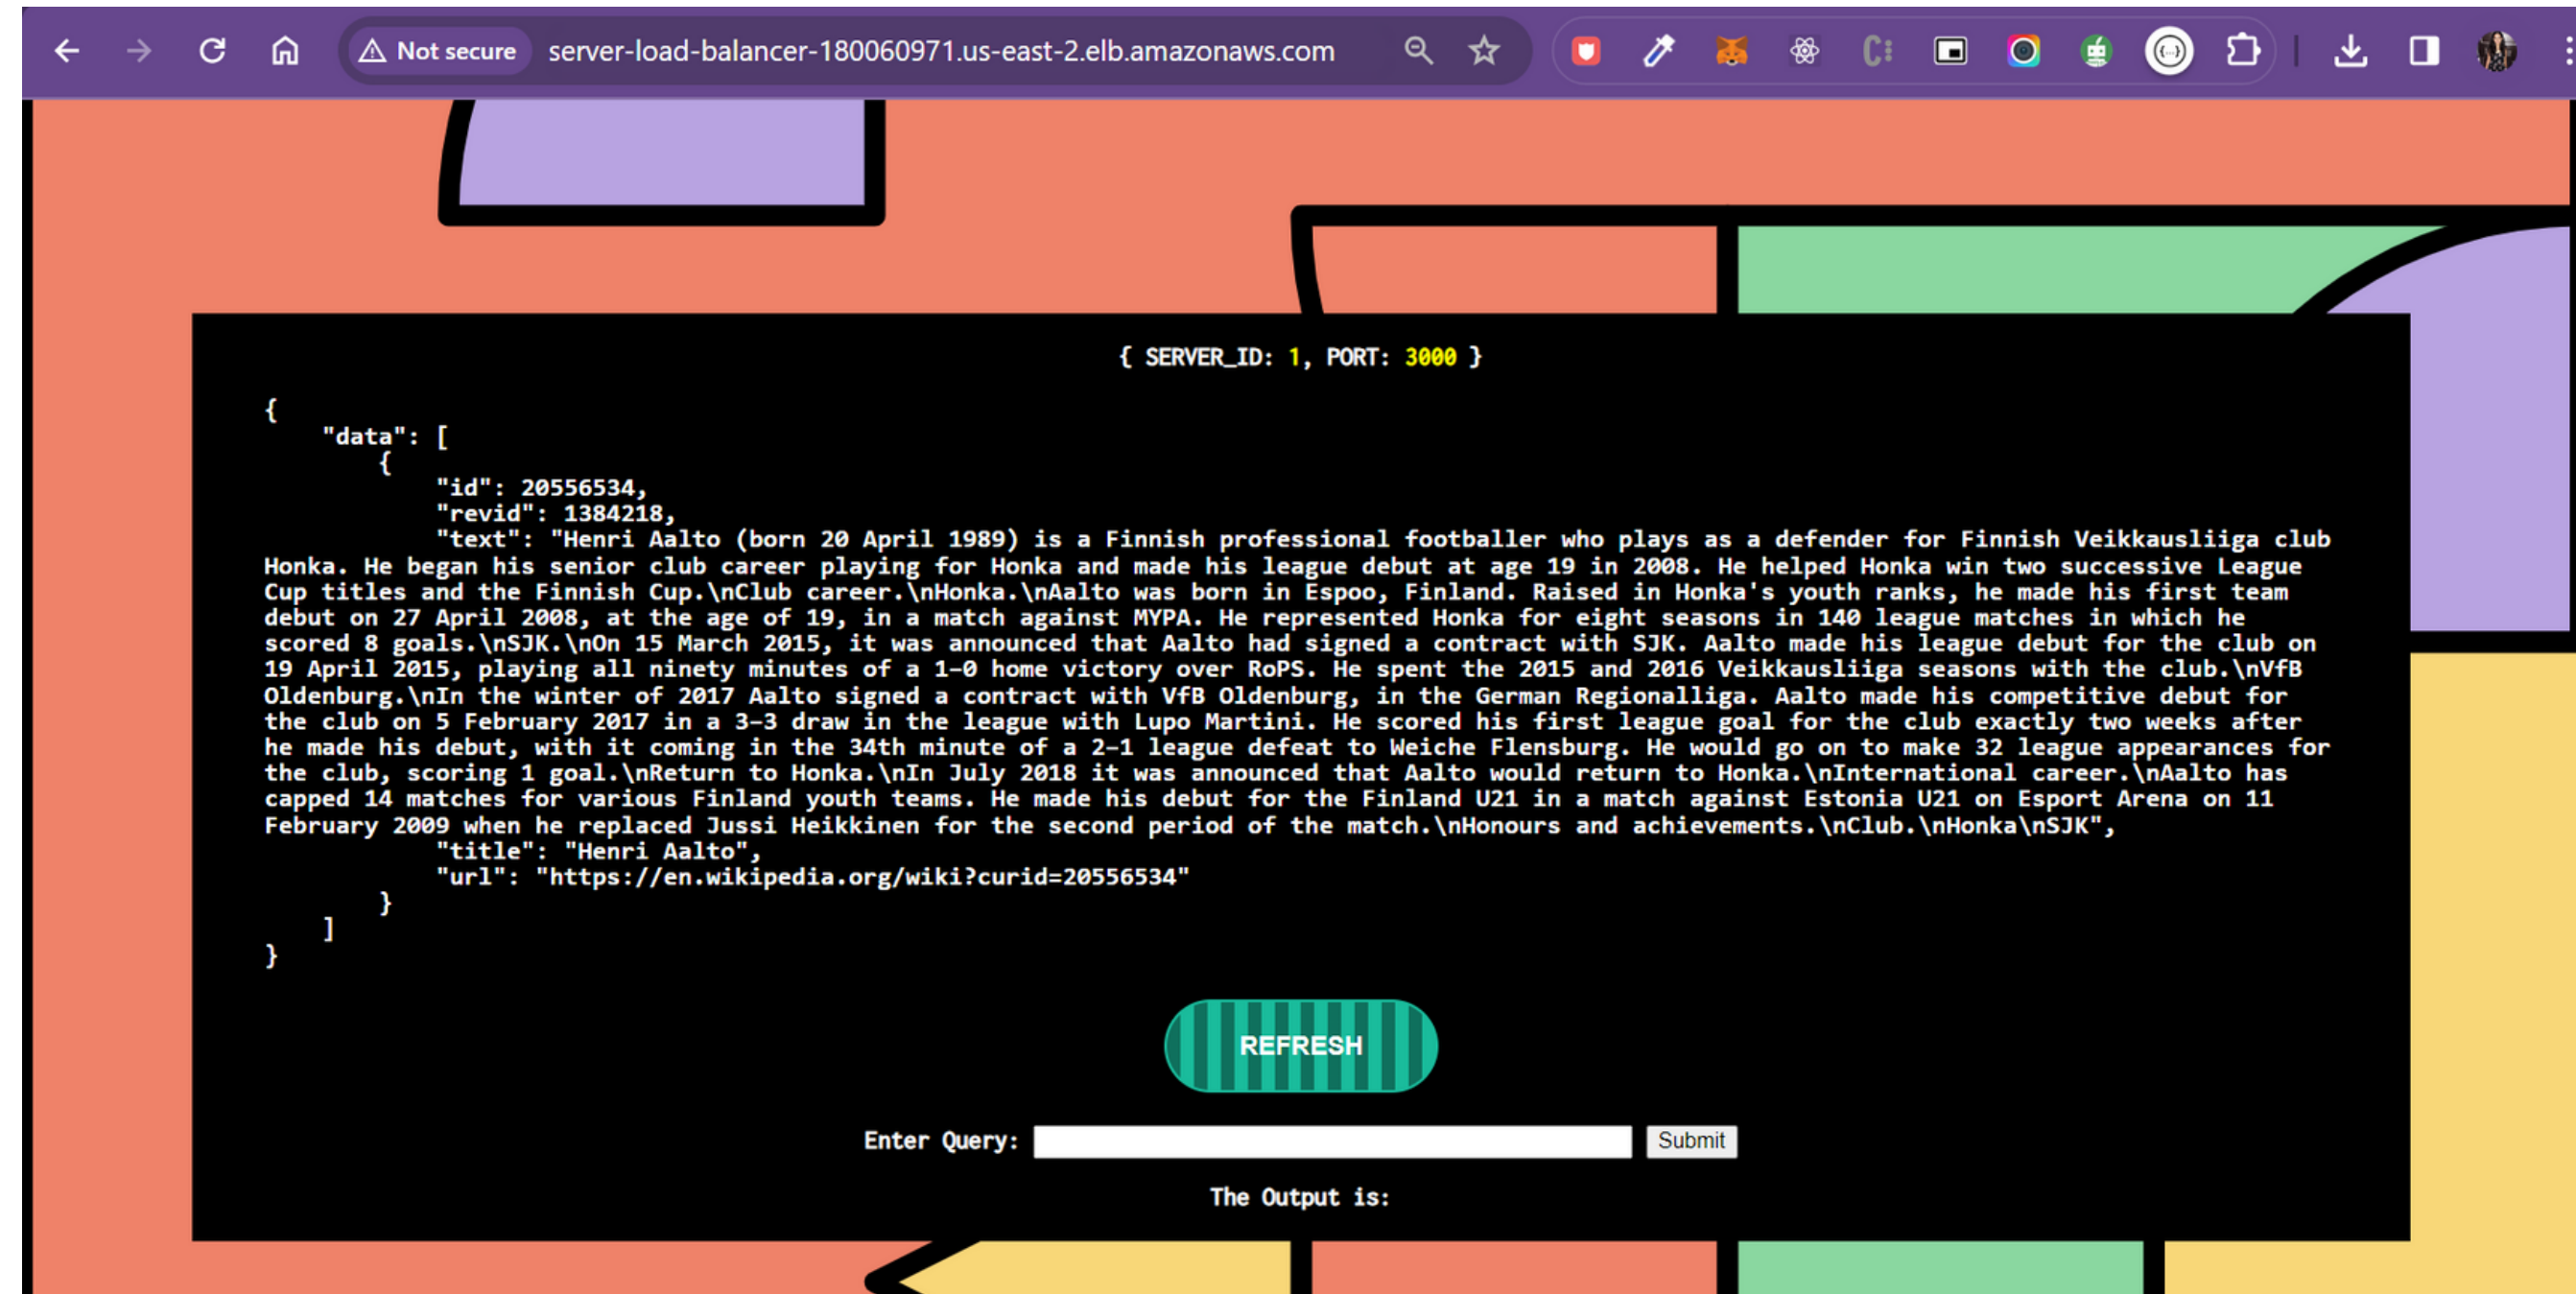 Not secure server-load-balancer-180060971.us-east-2.elb.amazonaws.com
{ SERVER_ID: 1, PORT: 3000 }
{
"data": [
{
"id": 20556534,
"revid": 1384218,
"text": "Henri Aalto (born 20 April 1989) is a Finnish professional footballer who plays as a defender for Finnish Veikkausliiga club
Honka. He began his senior club career playing for Honka and made his league debut at age 19 in 2008. He helped Honka win two successive League
Cup titles and the Finnish Cup.\nClub career.\nHonka.\nAalto was born in Espoo, Finland. Raised in Honka's youth ranks, he made his first team
debut on 27 April 2008, at the age of 19, in a match against MYPA. He represented Honka for eight seasons in 140 league matches in which he
scored 8 goals.\nSJK.\nOn 15 March 2015, it was announced that Aalto had signed a contract with SJK. Aalto made his league debut for the club on
19 April 2015, playing all ninety minutes of a 1–0 home victory over RoPS. He spent the 2015 and 2016 Veikkausliiga seasons with the club.\nVfB
Oldenburg.\nIn the winter of 2017 Aalto signed a contract with VfB Oldenburg, in the German Regionalliga. Aalto made his competitive debut for
the club on 5 February 2017 in a 3–3 draw in the league with Lupo Martini. He scored his first league goal for the club exactly two weeks after
he made his debut, with it coming in the 34th minute of a 2–1 league defeat to Weiche Flensburg. He would go on to make 32 league appearances for
the club, scoring 1 goal.\nReturn to Honka.\nIn July 2018 it was announced that Aalto would return to Honka.\nInternational career.\nAalto has
capped 14 matches for various Finland youth teams. He made his debut for the Finland U21 in a match against Estonia U21 on Esport Arena on 11
February 2009 when he replaced Jussi Heikkinen for the second period of the match.\nHonours and achievements.\nClub.\nHonka\nSJK",
"title": "Henri Aalto",
"url": "https://en.wikipedia.org/wiki?curid=20556534"
}
]
}
REFRESH
Enter Query: Submit
The Output is: